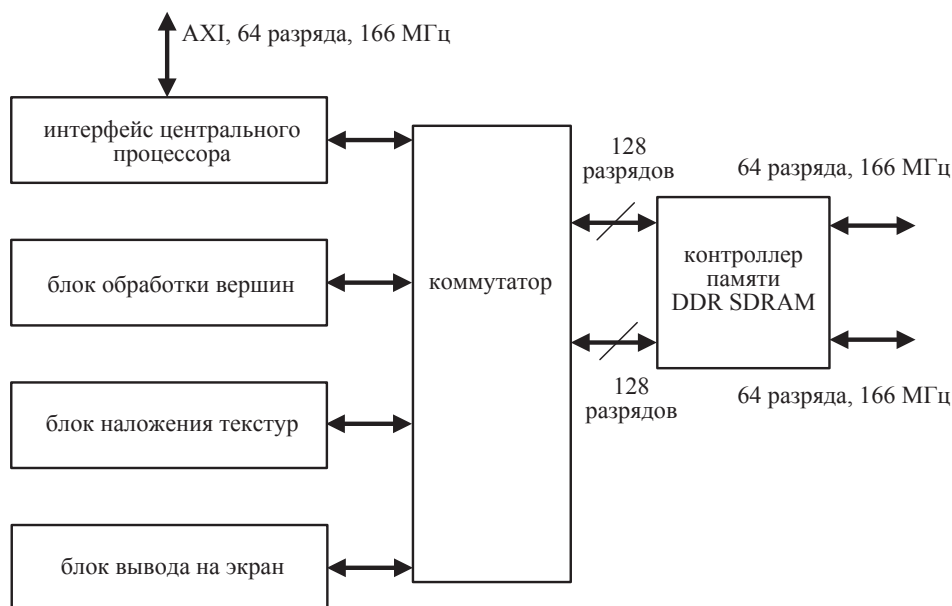 AXI, 64 разряда, 166 МГц
интерфейс центрального
процессора
блок обработки вершин
блок наложения текстур
блок вывода на экран
коммутатор
128
разрядов
128
разрядов
64 разряда, 166 МГц
контроллер
памяти
DDR SDRAM
64 разряда, 166 МГц